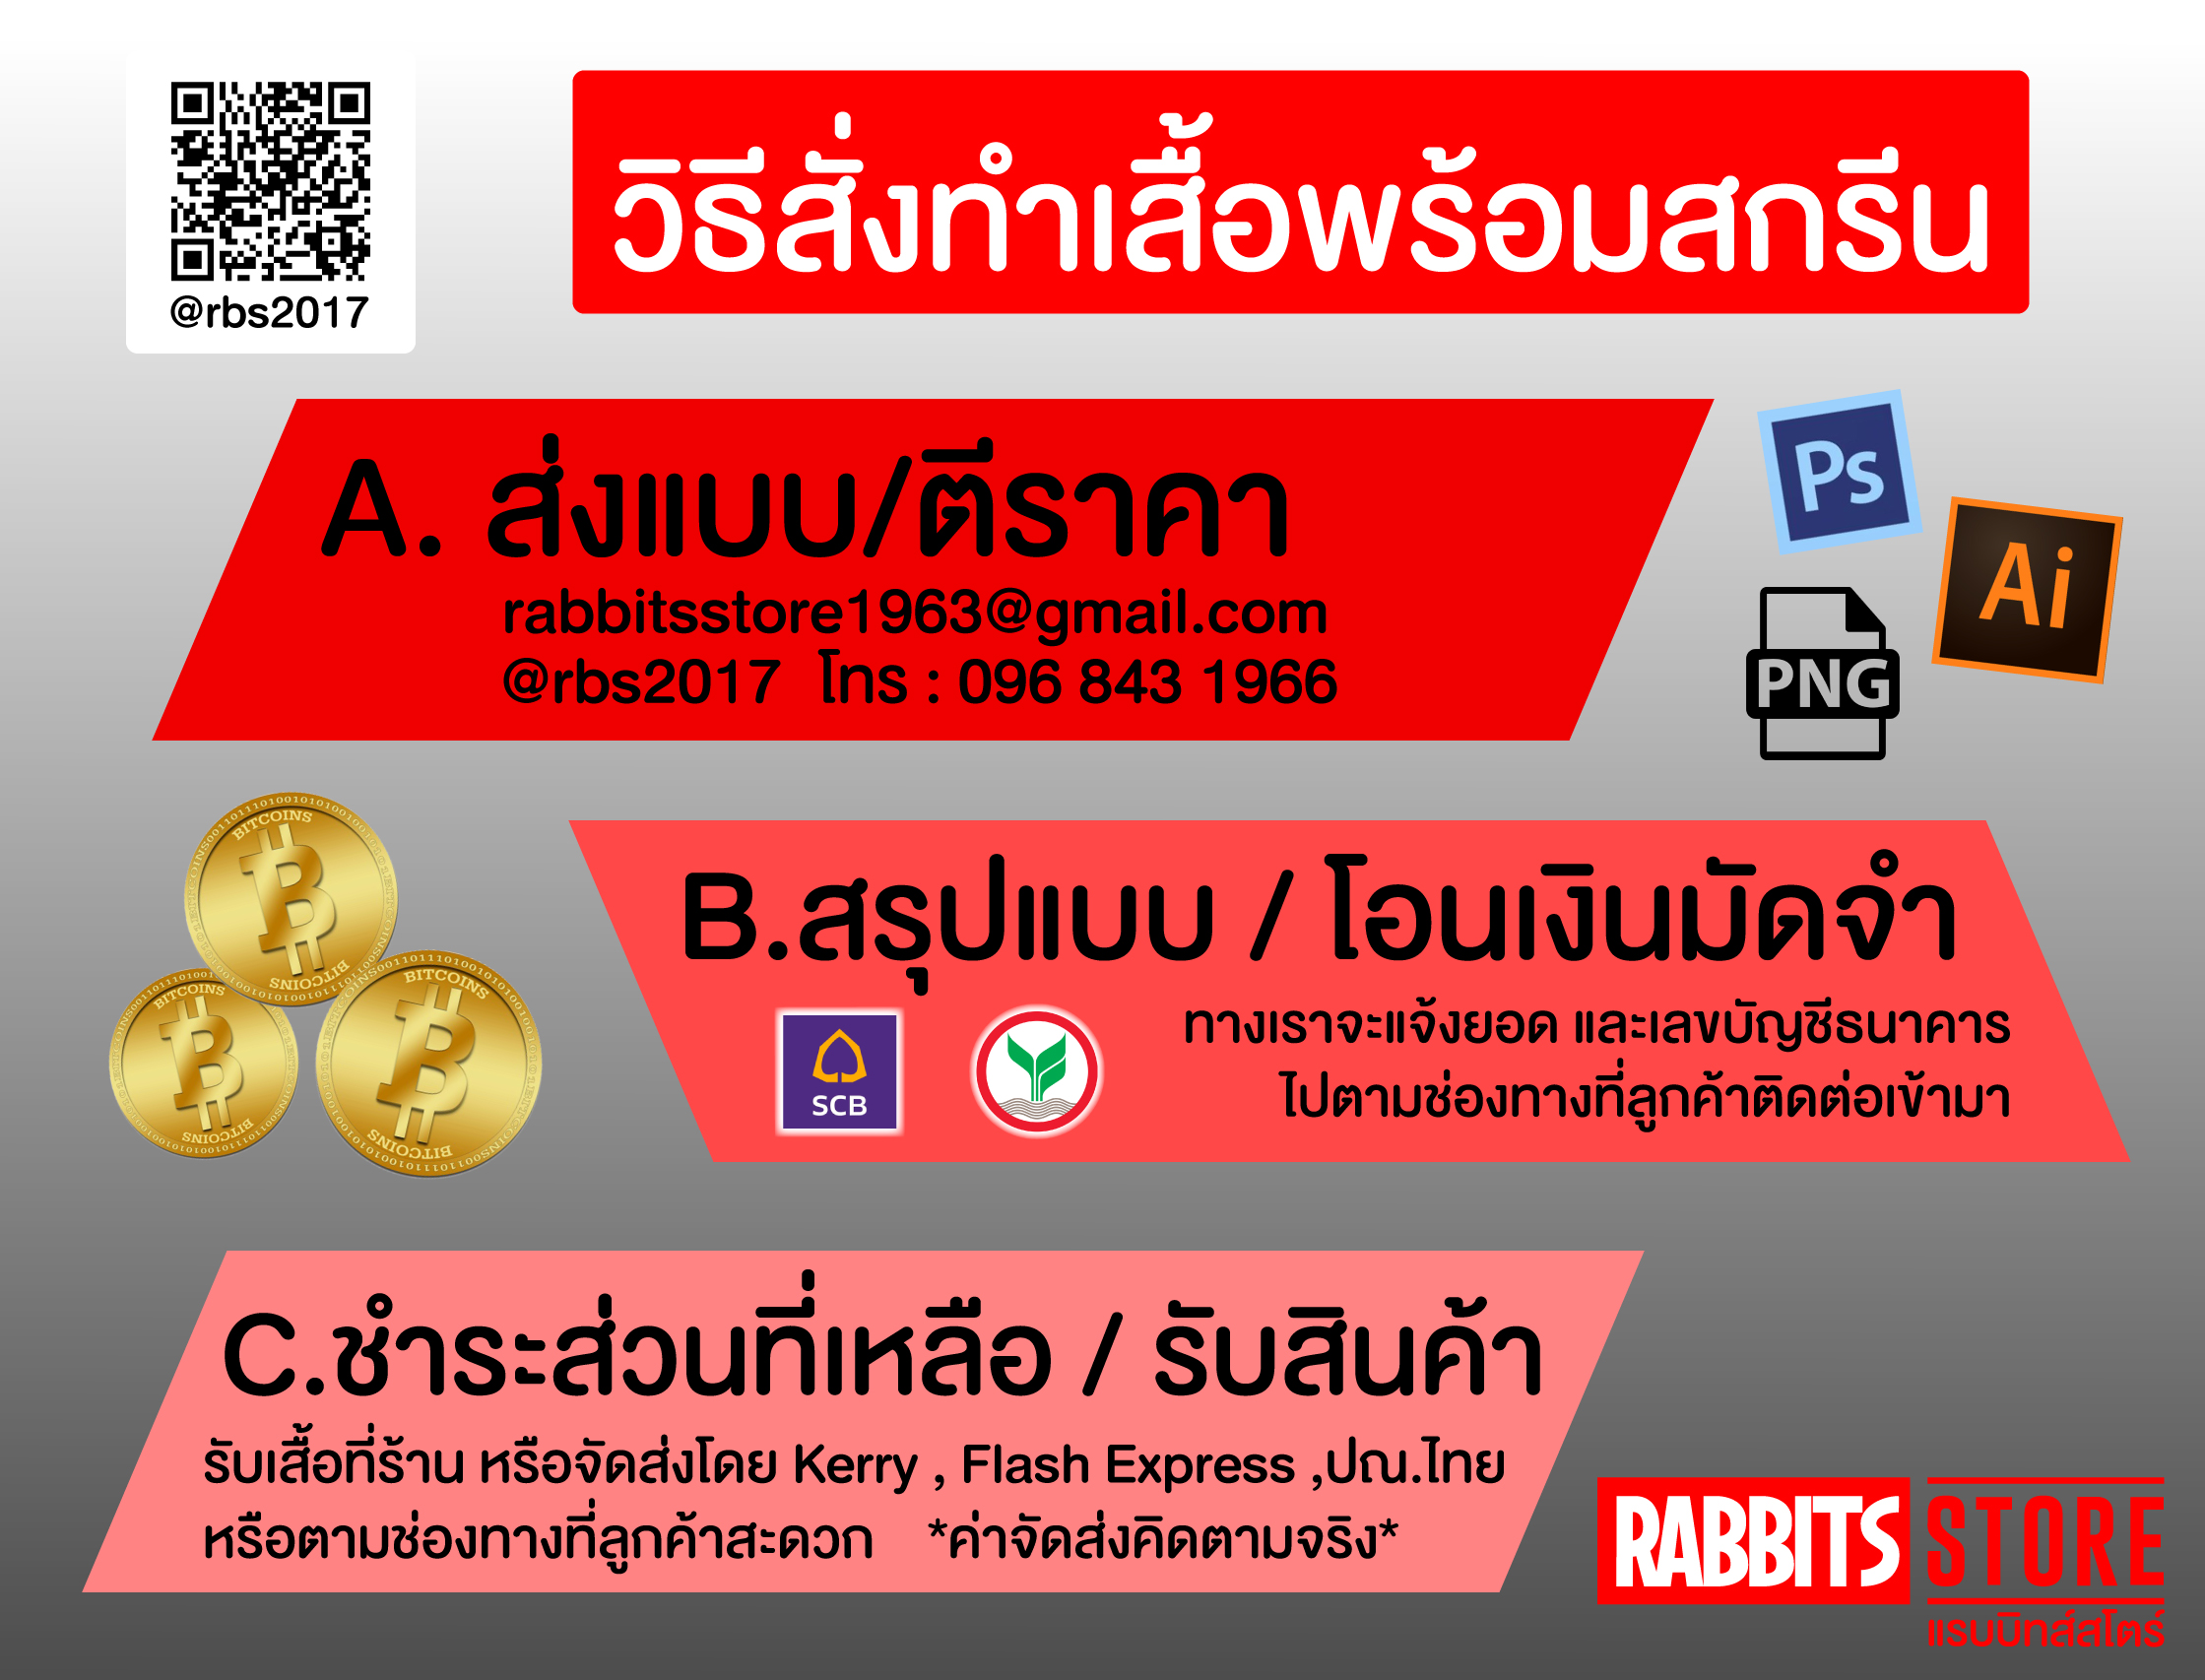 @rbs2017
วิธีสั่งทำเสื้อพร้อมสกรีน
A. ส่งแบบ/ตีราคา
rabbitsstore1963@gmail.com
@rbs2017 โทร : 096 843 1966
Ps
Ai
PNG
BITCOINS
BITCOINS
BITCOINS
BITCOINS
BITCOINS
BITCOINS
B.สรุปแบบ / โอนเงินมัดจำ
ทางเราจะแจ้งยอด และเลขบัญชีธนาคาร
ไปตามช่องทางที่ลูกค้าติดต่อเข้ามา
SCB
C.ชำระส่วนที่เหลือ / รับสินค้า
รับเสื้อที่ร้าน หรือจัดส่งโดย Kerry , Flash Express ,ปณ.ไทย
หรือตามช่องทางที่ลูกค้าสะดวก *ค่าจัดส่งคิดตามจริง*
RABBITS STORE
แรบบิทส์สโตร์